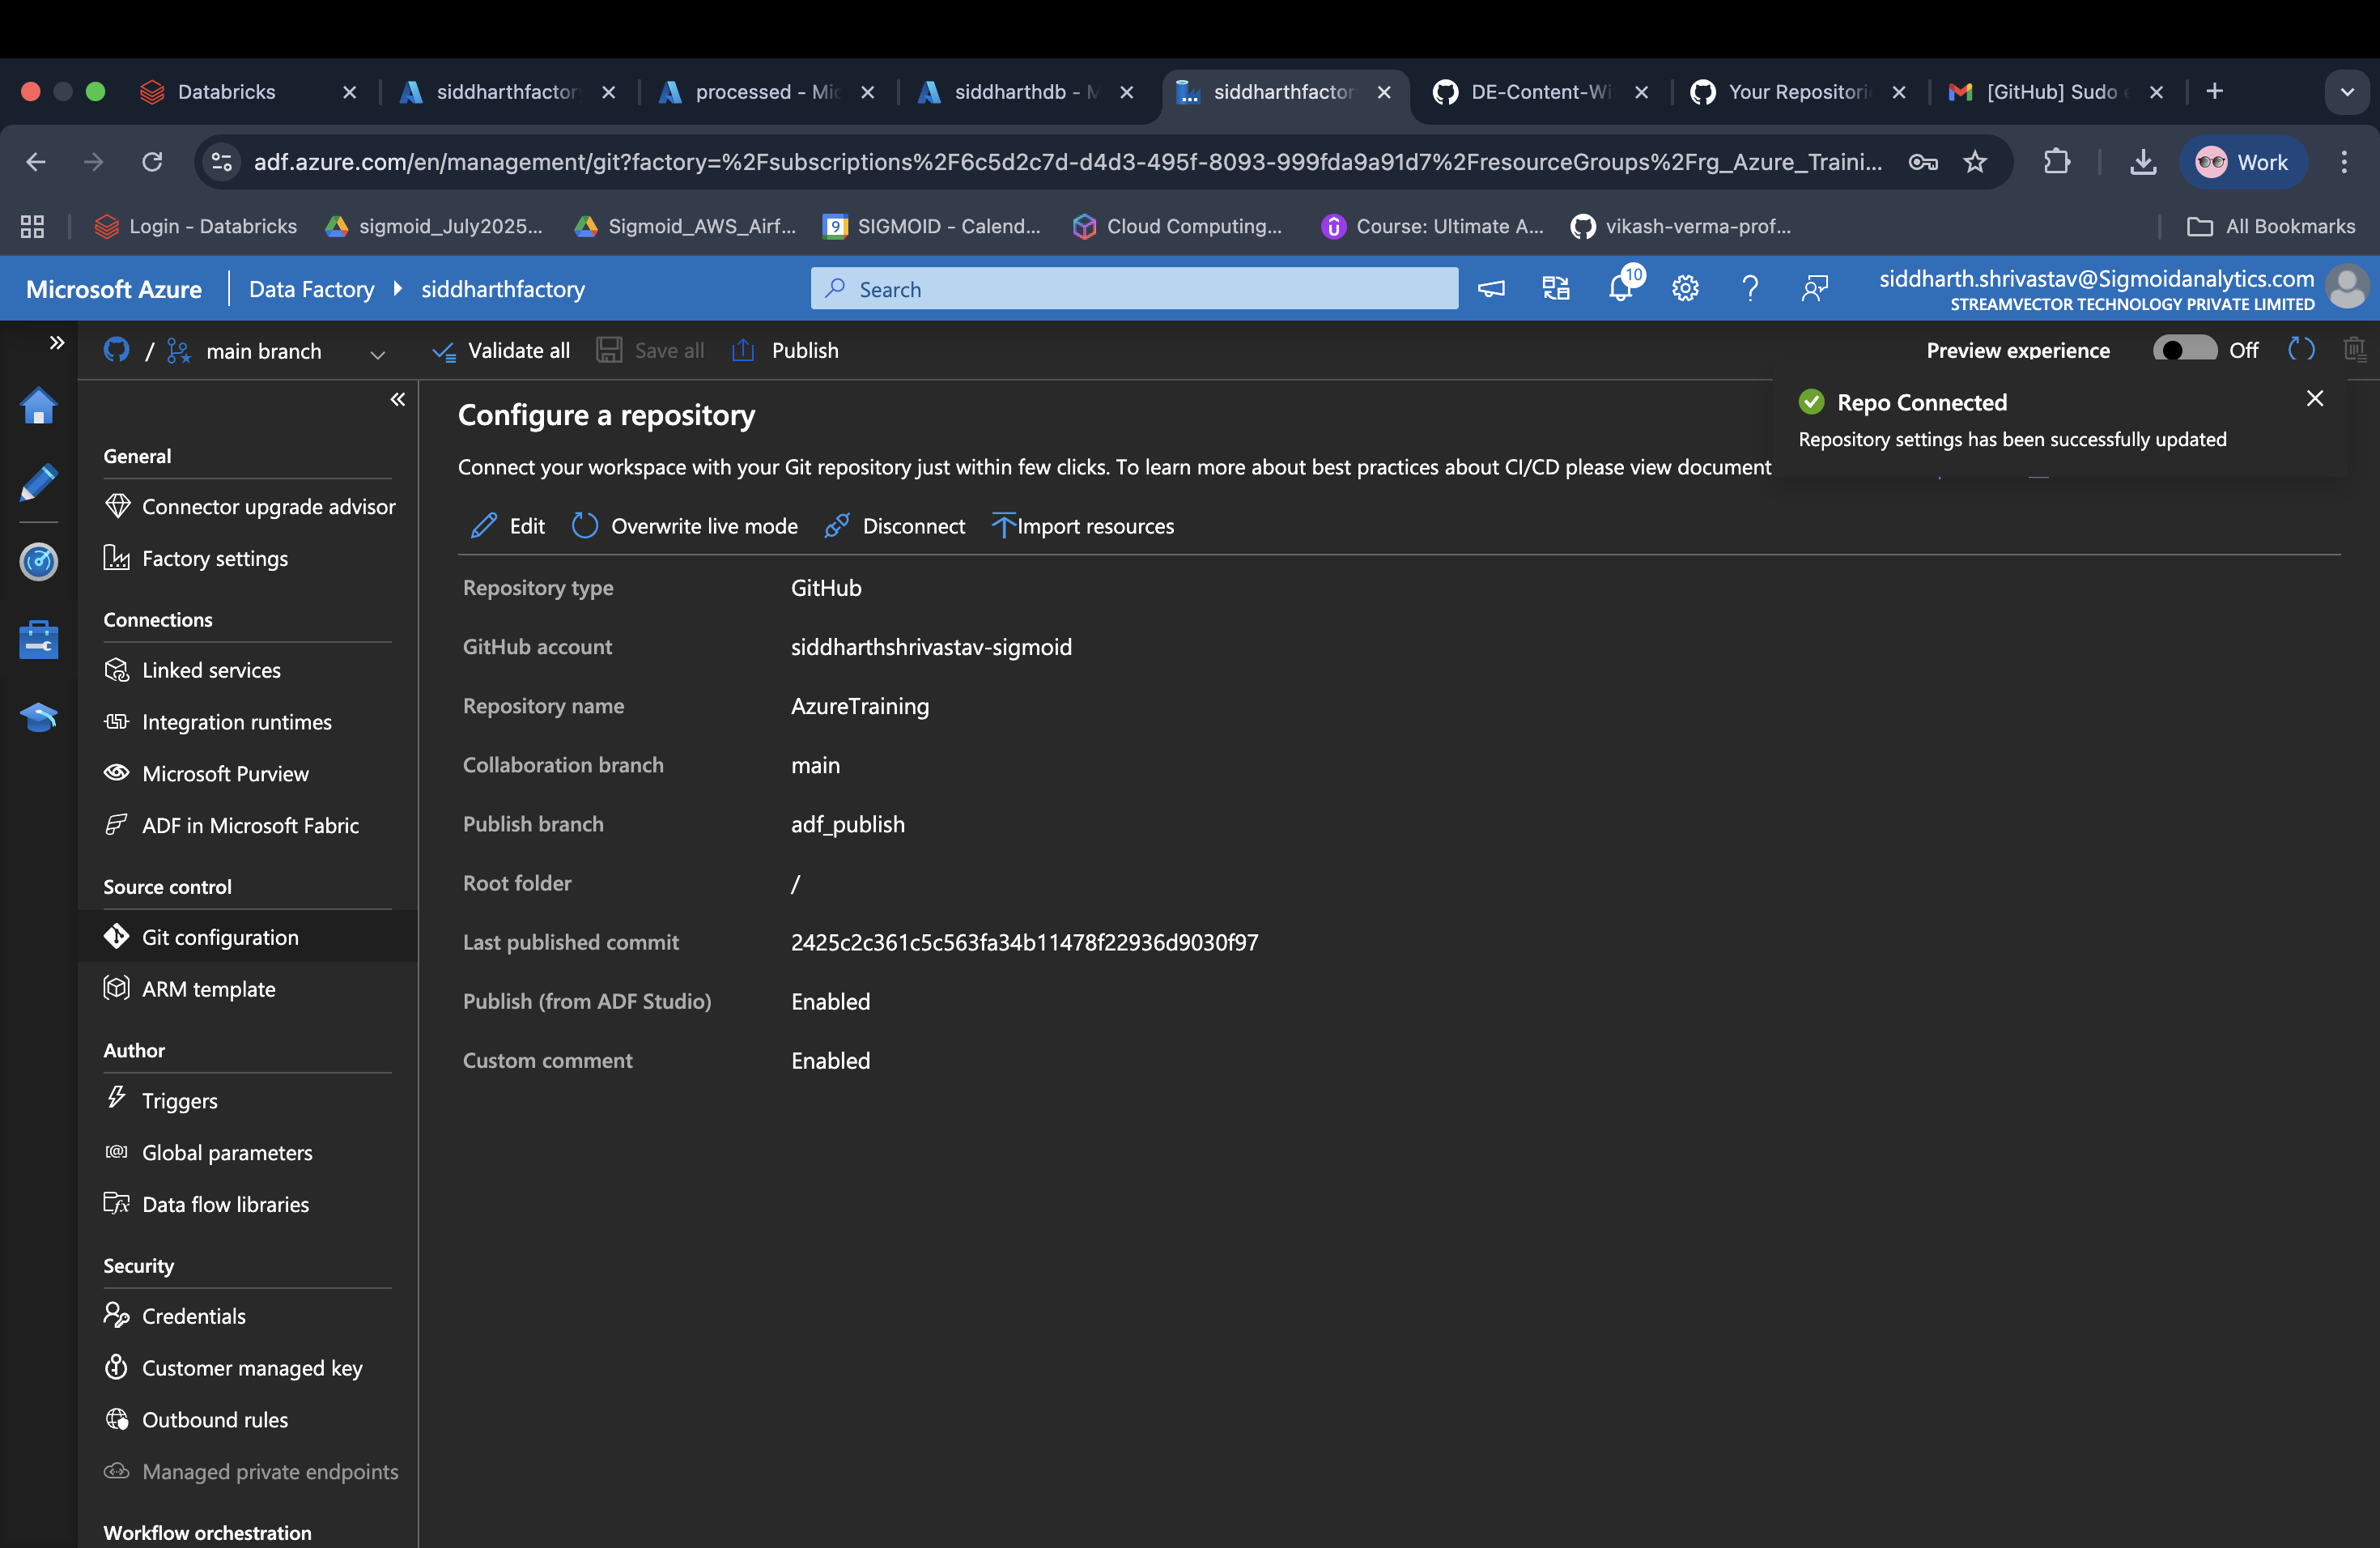 Databricks
siddharthfactor
processed - Mic
siddharthdb - M
siddharthfactor
DE-Content-Wi
Your Repositori
[GitHub] Sudo e
adf.azure.com/en/management/git?factory=%2Fsubscriptions%2F6c5d2c7d-d4d3-495f-8093-999fda9a91d7%2FresourceGroups%2Frg_Azure_Traini...
Work
Login - Databricks
sigmoid_July2025...
Sigmoid_AWS_Airf...
9
SIGMOID - Calend...
Cloud Computing...
Course: Ultimate A...
vikash-verma-prof...
All Bookmarks
Microsoft Azure
Data Factory
siddharthfactory
Search
10
siddharth.shrivastav@Sigmoidanalytics.com
STREAMVECTOR TECHNOLOGY PRIVATE LIMITED
/
main branch
Validate all
Save all
Publish
Preview experience
Off
Repo Connected
Repository settings has been successfully updated
General
Connector upgrade advisor
Factory settings
Connections
Linked services
Integration runtimes
Microsoft Purview
ADF in Microsoft Fabric
Source control
Git configuration
ARM template
Author
Triggers
Global parameters
Data flow libraries
Security
Credentials
Customer managed key
Outbound rules
Managed private endpoints
Workflow orchestration
Configure a repository
Connect your workspace with your Git repository just within few clicks. To learn more about best practices about CI/CD please view document
Edit
Overwrite live mode
Disconnect
Import resources
Repository type GitHub
GitHub account siddharthshrivastav-sigmoid
Repository name AzureTraining
Collaboration branch main
Publish branch adf_publish
Root folder /
Last published commit 2425c2c361c5c563fa34b11478f22936d9030f97
Publish (from ADF Studio) Enabled
Custom comment Enabled